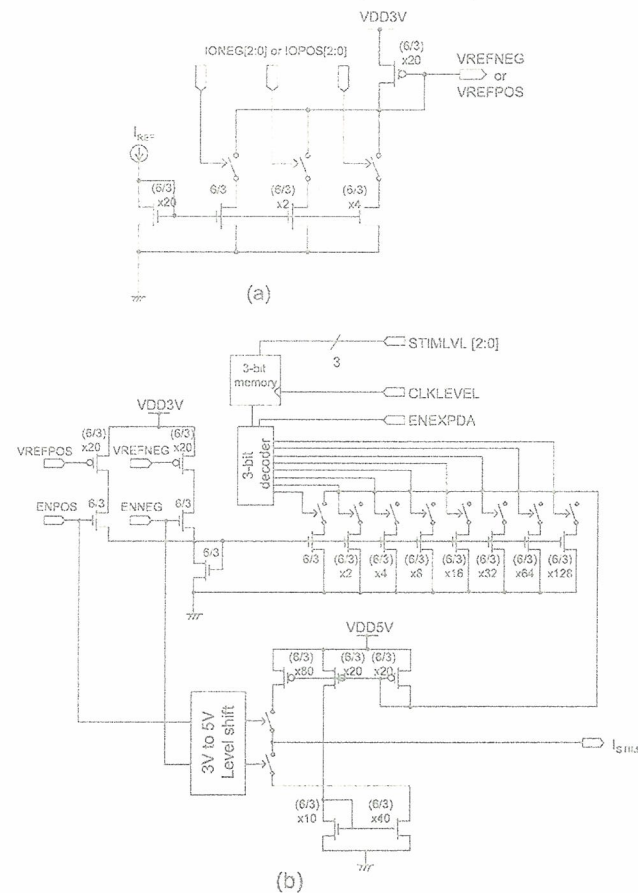 VDD3V
IONEG[2:0] or IOPOS[2:0]
(6/3)
x20
VREFNEG
or
VREFPOS
IREF
(6/3)
x20
6/3
(6/3)
x2
(6/3)
x4
(a)
STIMLVL [2:0]
3
3-bit
memory
CLKLEVEL
VDD3V
ENEXPDA
(6/3)
x20
(6/3)
x20
VREFPOS
VREFNEG
3-bit
decoder
ENPOS
6/3
ENNEG
6/3
6/3
6/3
(6/3)
x2
(6/3)
x4
(6/3)
x8
(6/3)
x16
(6/3)
x32
(6/3)
x64
(6/3)
x128
VDD5V
(6/3)
x80
(6/3)
x20
(6/3)
x20
3V to 5V
Level shift
ISTIM
(6/3)
x10
(6/3)
x40
(b)